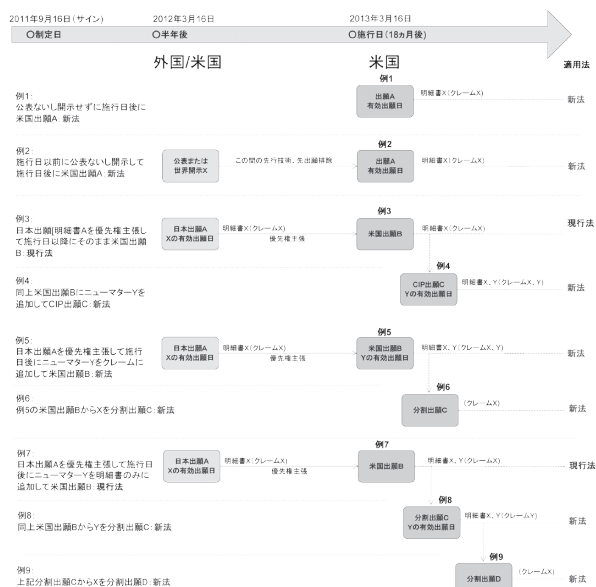 2011年9月16日(サイン)
2012年3月16日
2013年3月16日
〇制定日
〇半年後
〇施行日(18ヵ月後)
外国/米国
米国
適用法
例1:
公表ないし開示せずに施行日後に
米国出願A: 新法
例1
出願A
有効出願日
明細書X(クレームX)
新法
例2:
施行日以前に公表ないし開示して
施行日後に米国出願A: 新法
公表または
世界開示X
この間の先行技術、先出願排除
例2
出願A
有効出願日
明細書X(クレームX)
新法
例3:
日本出願[明細書Aを優先権主張し
て施行日以降にそのまま米国出願
B: 現行法
日本出願A
Xの有効出願日
明細書X(クレームX)
優先権主張
例3
米国出願B
明細書X(クレームX)
現行法
例4:
同上米国出願BにニューマターYを
追加してCIP出願C: 新法
例4
CIP出願C
Yの有効出願日
明細書X、Y(クレームX、Y)
新法
例5:
日本出願Aを優先権主張して施行
日後にニューマターYをクレームに
追加して米国出願B: 新法
日本出願A
Xの有効出願日
明細書X(クレームX)
優先権主張
例5
米国出願B
Yの有効出願日
明細書X、Y(クレームX、Y)
新法
例6:
例5の米国出願BからXを分割出願C: 新法
例6
分割出願C
(クレームX)
新法
例7:
日本出願Aを優先権主張して施行日
後にニューマターYを明細書のみに
追加して米国出願B: 現行法
日本出願A
Xの有効出願日
明細書X(クレームX)
優先権主張
例7
米国出願B
明細書X、Y(クレームX)
現行法
例8:
同上米国出願BからYを分割出願C: 新法
例8
分割出願C
Yの有効出願日
明細書X、Y(クレームY)
新法
例9:
上記分割出願CからXを分割出願D: 新法
例9
分割出願D
(クレームX)
新法